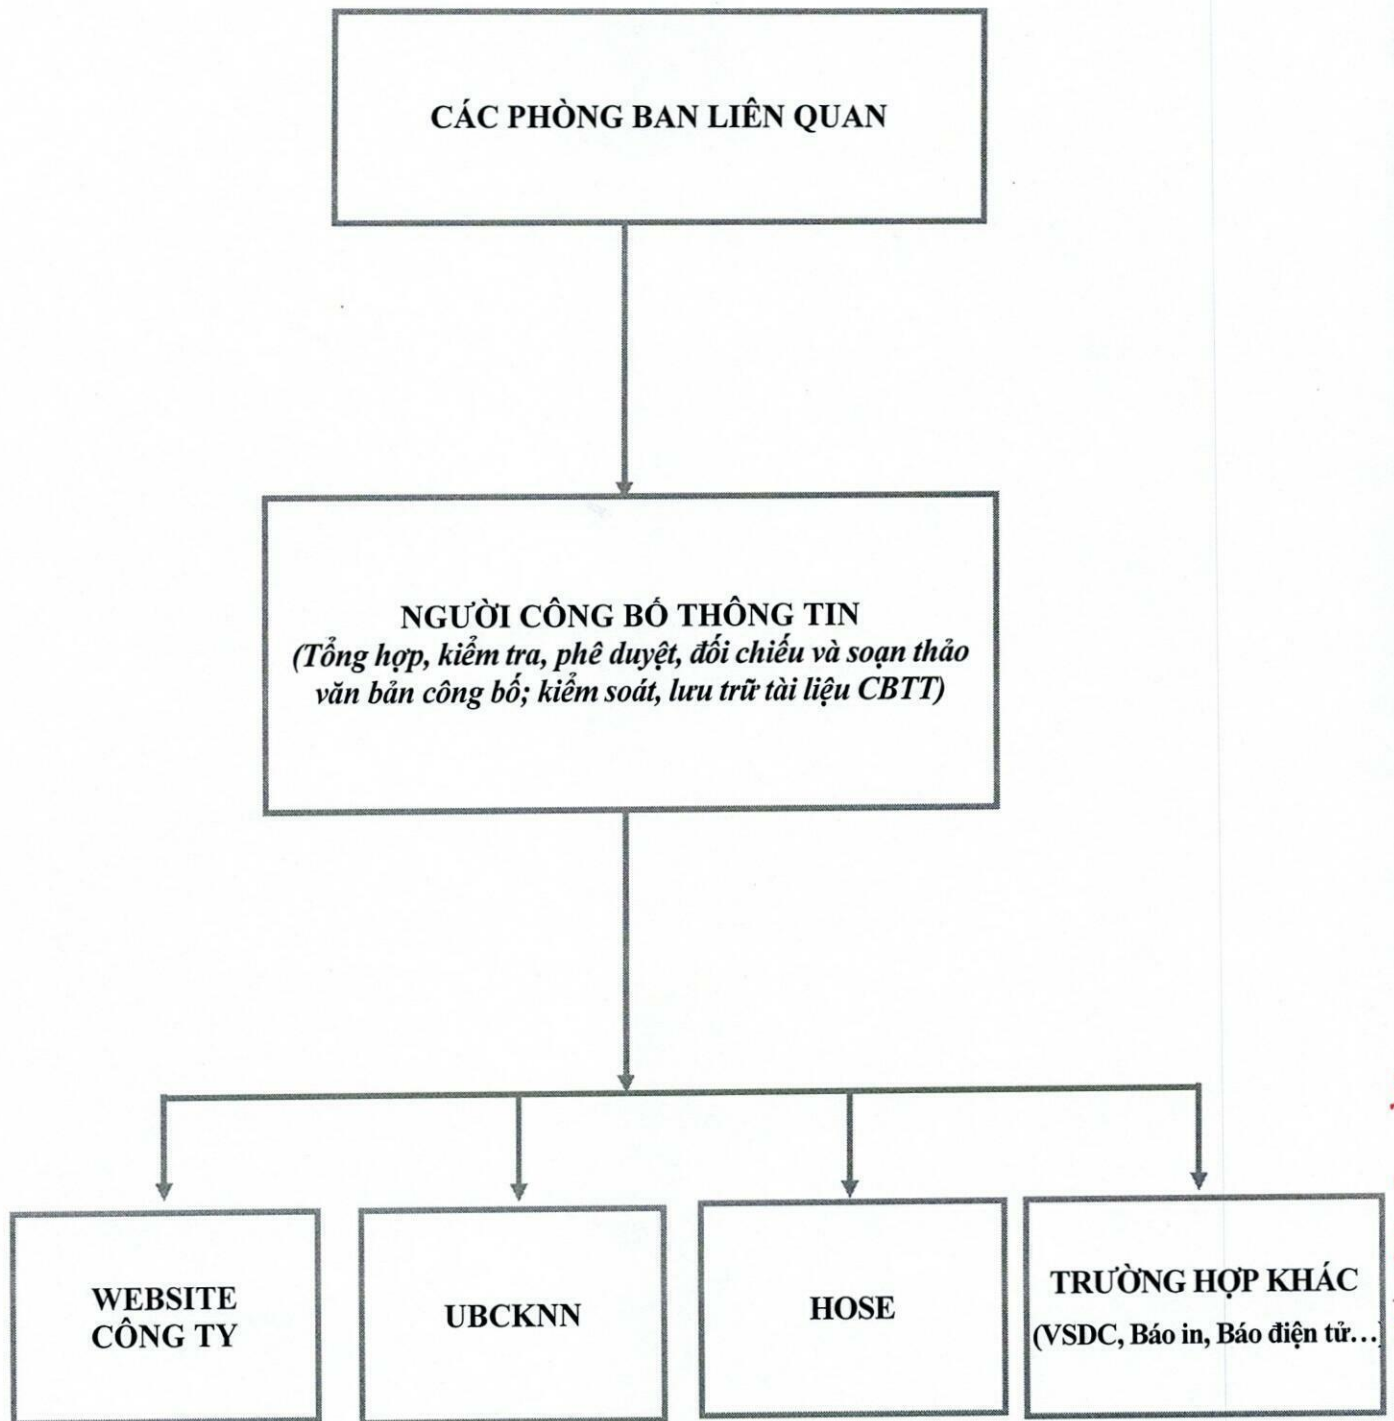 CÁC PHÒNG BAN LIÊN QUAN
NGƯỜI CÔNG BỐ THÔNG TIN
(Tổng hợp, kiểm tra, phê duyệt, đối chiếu và soạn thảo
văn bản công bố; kiểm soát, lưu trữ tài liệu CBTT)
WEBSITE
CÔNG TY
UBCKNN
HOSE
TRƯỜNG HỢP KHÁC
(VSDC, Báo in, Báo điện tử...)